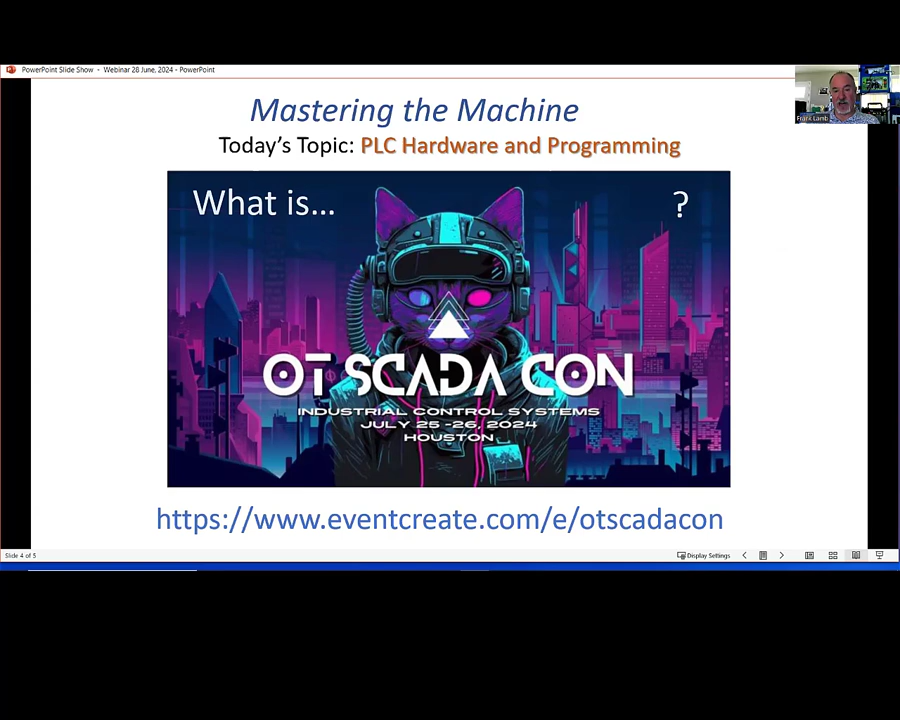 PowerPoint Slide Show - Webinar 28 June, 2024 - PowerPoint
Mastering the Machine
Today's Topic: PLC Hardware and Programming
Frank Lamb
What is... ?
OT SCADA CON
INDUSTRIAL CONTROL SYSTEMS
JULY 25 -26, 2024
HOUSTON
https://www.eventcreate.com/e/otscadacon
Slide 4 of 5
Display Settings